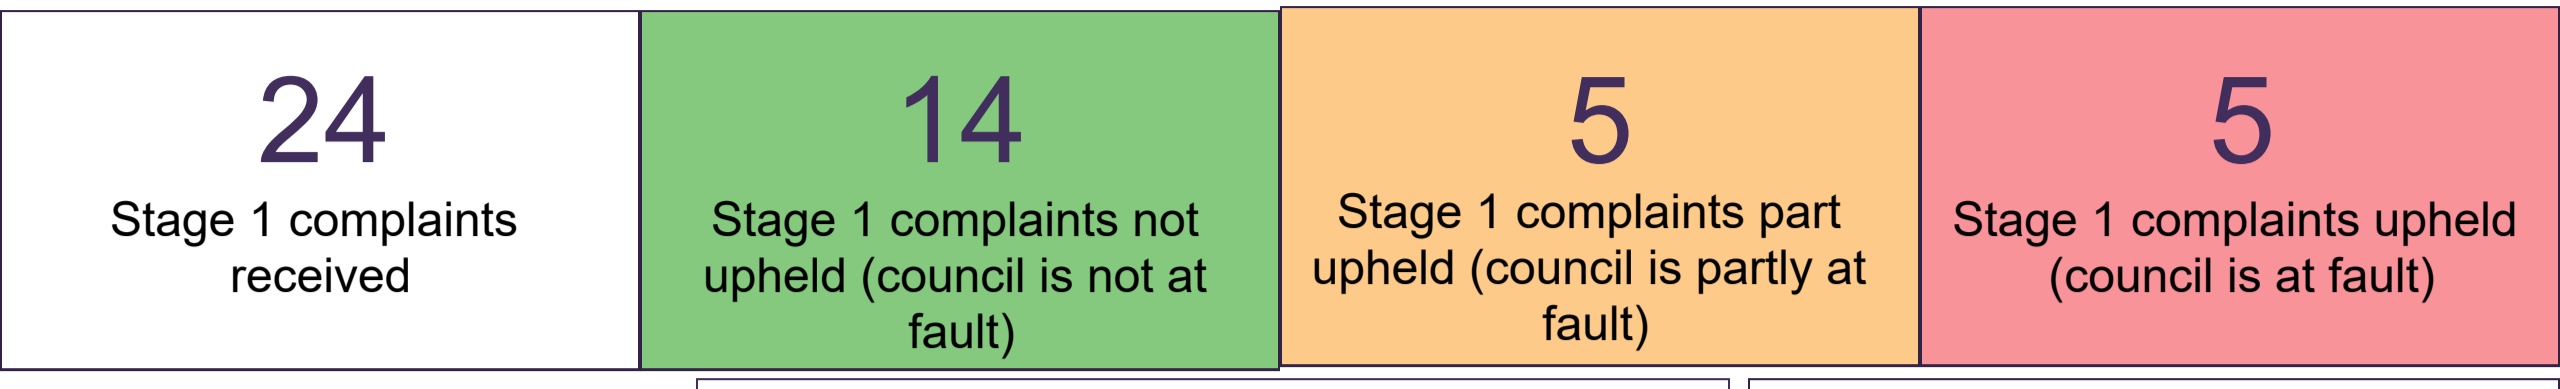 24
Stage 1 complaints
received
14
Stage 1 complaints not
upheld (council is not at
fault)
5
Stage 1 complaints part
upheld (council is partly at
fault)
5
Stage 1 complaints upheld
(council is at fault)